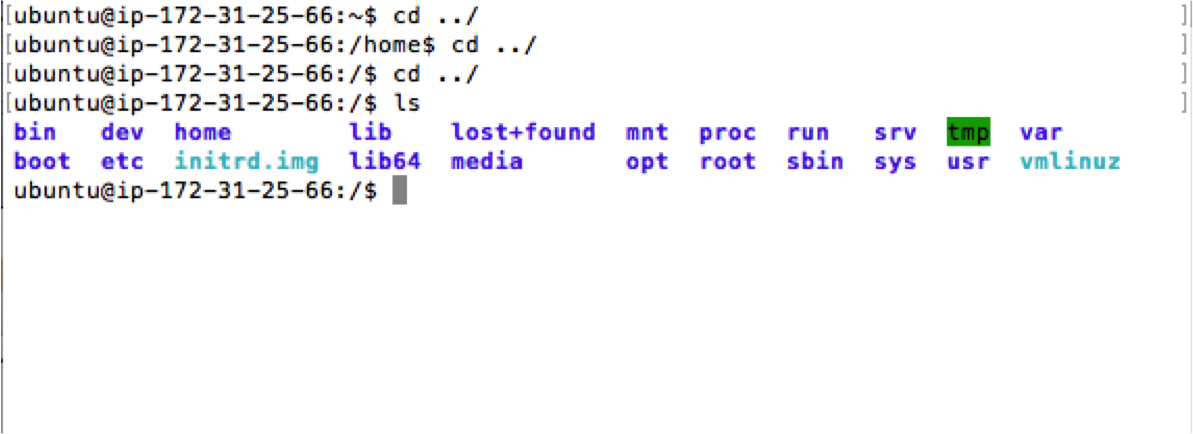 [ubuntu@ip-172-31-25-66:~$ cd ../ ]
[ubuntu@ip-172-31-25-66:/home$ cd ../ ]
[ubuntu@ip-172-31-25-66:/$ cd ../ ]
[ubuntu@ip-172-31-25-66:/$ ls ]
bin dev home lib lost+found mnt proc run srv tmp var
boot etc initrd.img lib64 media opt root sbin sys usr vmlinuz
ubuntu@ip-172-31-25-66:/$